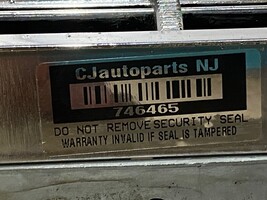 CJautoparts NJ
746465
DO NOT REMOVE SECURITY SEAL
WARRANTY INVALID IF SEAL IS TAMPERED